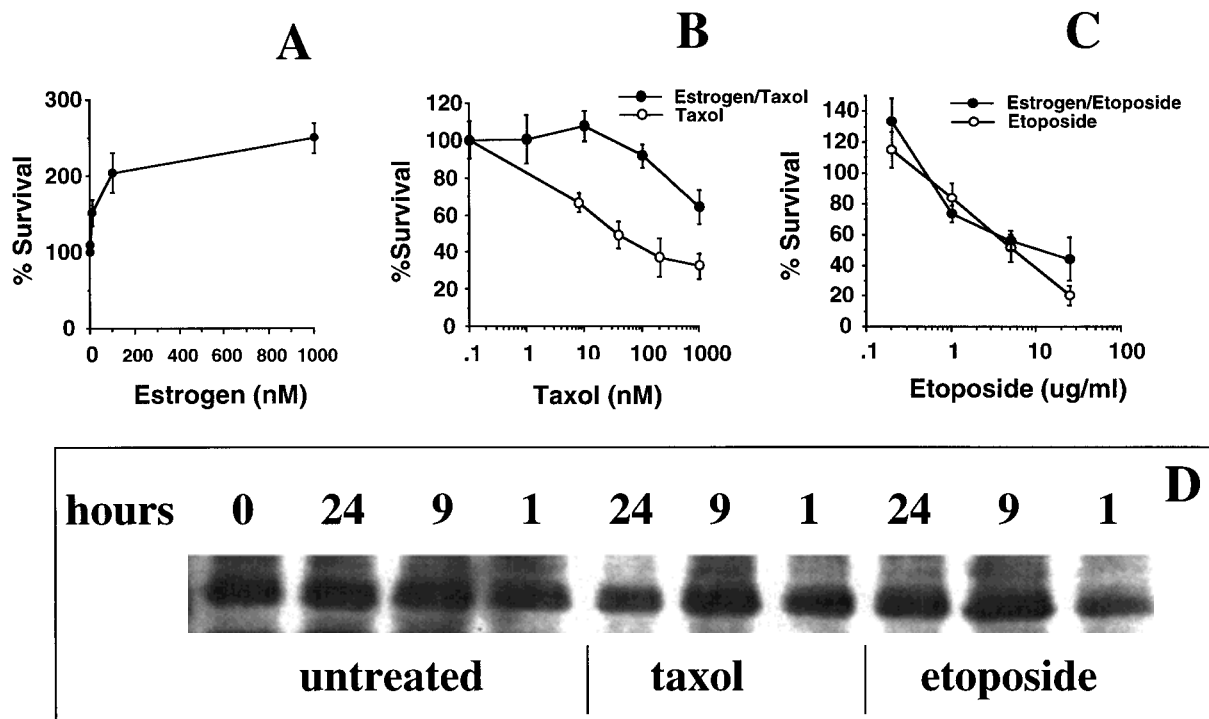 A
B
C
300
200
100
0
% Survival
0 200 400 600 800 1000
Estrogen (nM)
Estrogen/Taxol
Taxol
120
100
80
60
40
20
0
%Survival
.1 1 10 100 1000
Taxol (nM)
Estrogen/Etoposide
Etoposide
140
120
100
80
60
40
20
0
% Survival
.1 1 10 100
Etoposide (ug/ml)
D
hours 0 24 9 1 24 9 1 24 9 1
untreated taxol etoposide